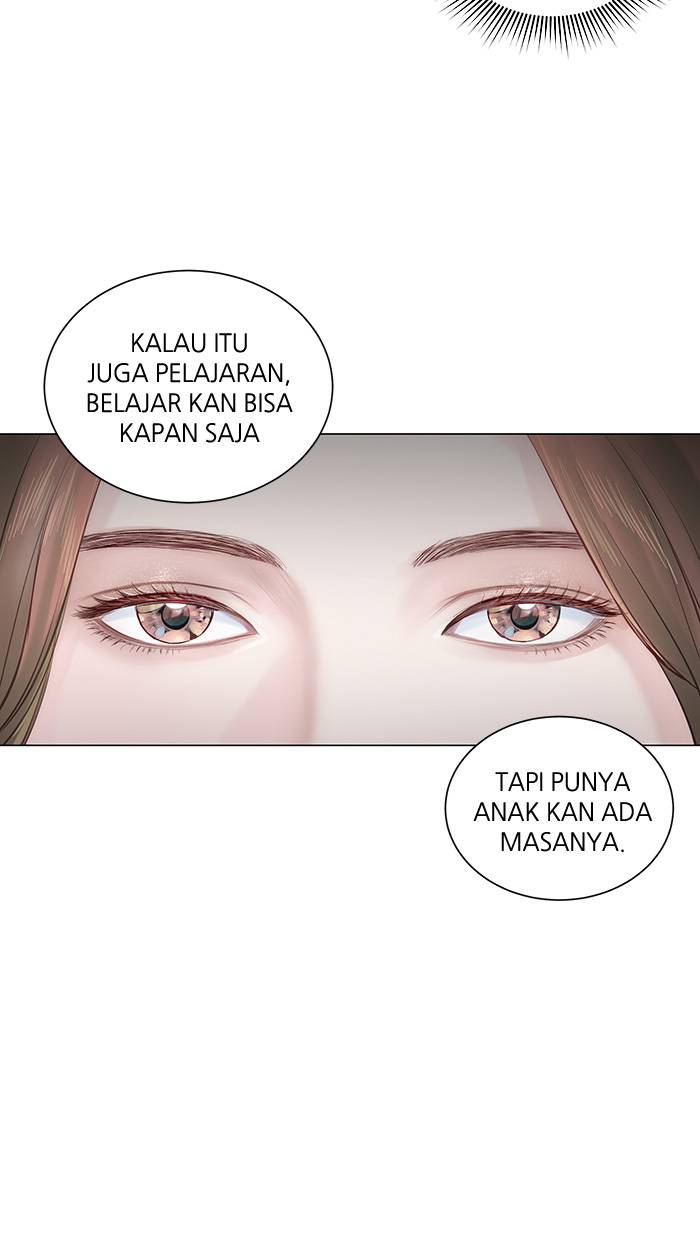 KALAU ITU
JUGA PELAJARAN,
BELAJAR KAN BISA
KAPAN SAJA
TAPI PUNYA
ANAK KAN ADA
MASANYA.